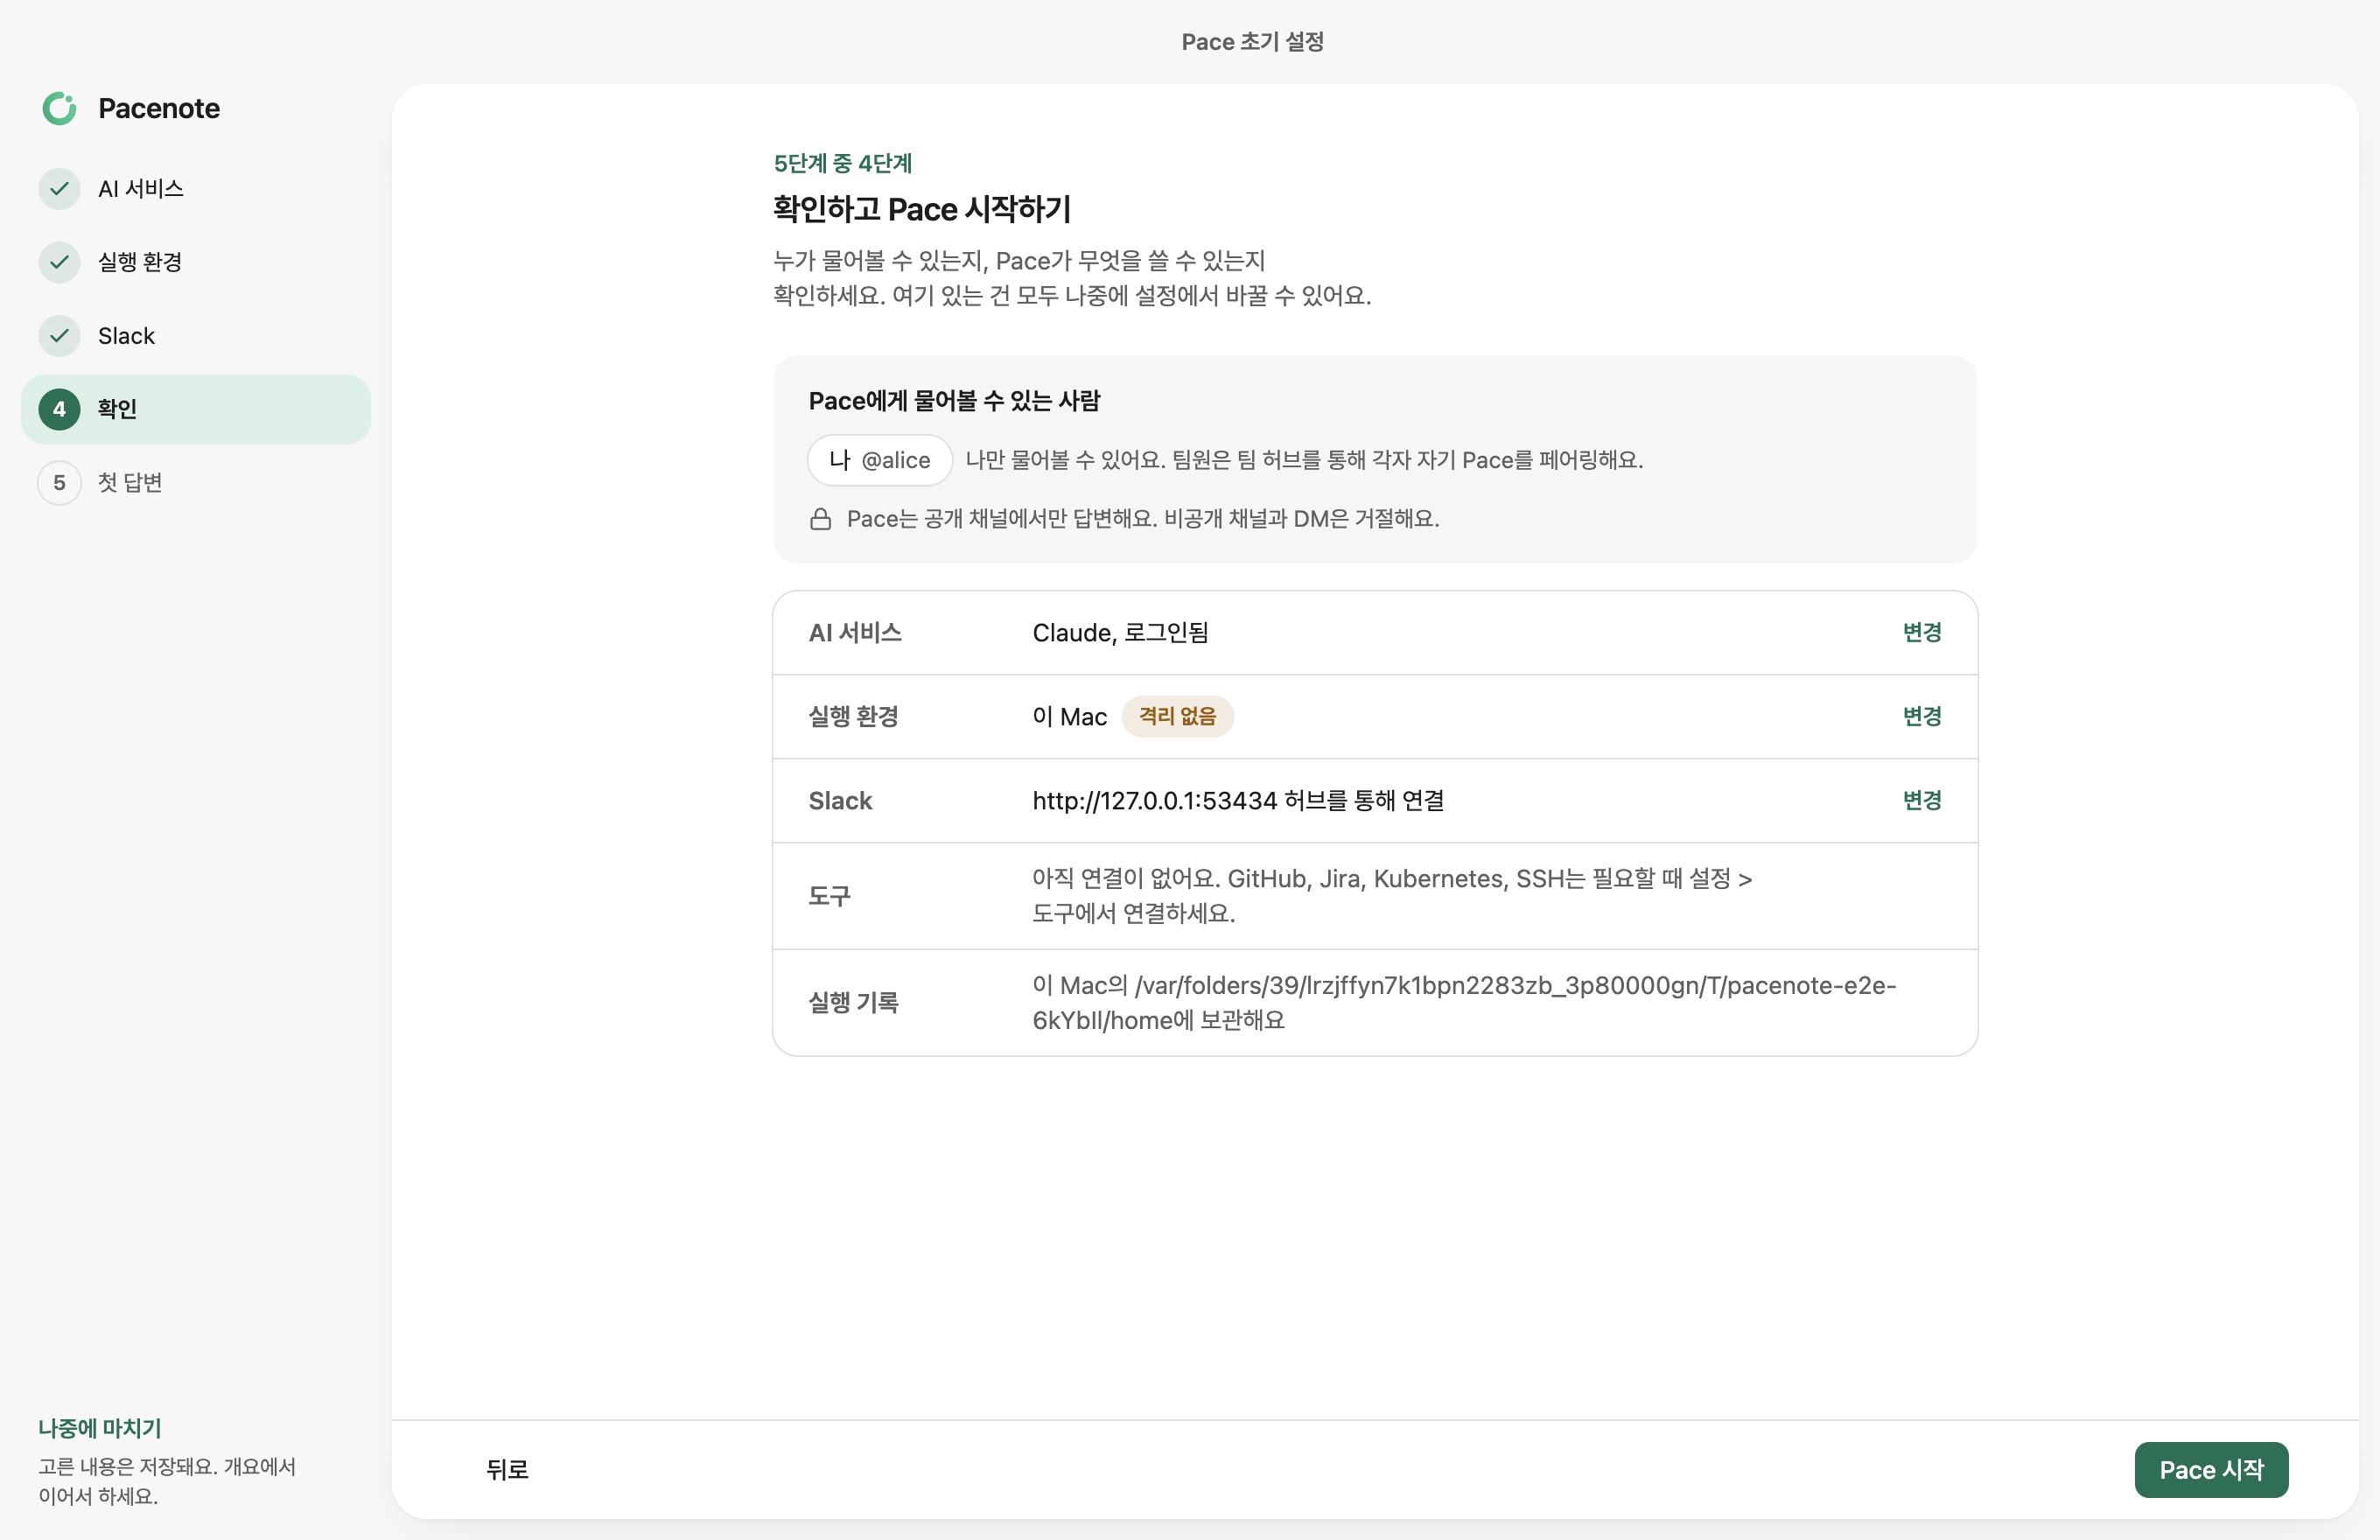 Pace 초기 설정
Pacenote
AI 서비스
실행 환경
Slack
4 확인
5 첫 답변
5단계 중 4단계
확인하고 Pace 시작하기
누가 물어볼 수 있는지, Pace가 무엇을 쓸 수 있는지
확인하세요. 여기 있는 건 모두 나중에 설정에서 바꿀 수 있어요.
Pace에게 물어볼 수 있는 사람
나 @alice 나만 물어볼 수 있어요. 팀원은 팀 허브를 통해 각자 자기 Pace를 페어링해요.
Pace는 공개 채널에서만 답변해요. 비공개 채널과 DM은 거절해요.
AI 서비스 Claude, 로그인됨 변경
실행 환경 이 Mac 격리 없음 변경
Slack http://127.0.0.1:53434 허브를 통해 연결 변경
도구 아직 연결이 없어요. GitHub, Jira, Kubernetes, SSH는 필요할 때 설정 >
도구에서 연결하세요.
실행 기록 이 Mac의 /var/folders/39/lrzjffyn7k1bpn2283zb_3p80000gn/T/pacenote-e2e-
6kYbIl/home에 보관해요
나중에 마치기
고른 내용은 저장돼요. 개요에서
이어서 하세요.
뒤로
Pace 시작